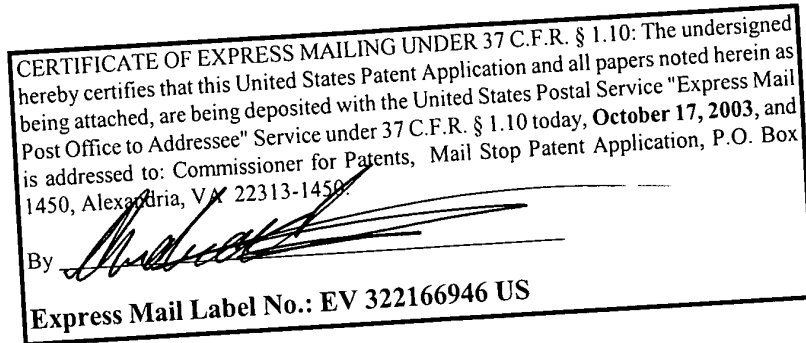 CERTIFICATE OF EXPRESS MAILING UNDER 37 C.F.R. § 1.10: The undersigned
hereby certifies that this United States Patent Application and all papers noted herein as
being attached, are being deposited with the United States Postal Service "Express Mail
Post Office to Addressee" Service under 37 C.F.R. § 1.10 today, October 17, 2003, and
is addressed to: Commissioner for Patents, Mail Stop Patent Application, P.O. Box
1450, Alexandria, VA 22313-1450.
By
Express Mail Label No.: EV 322166946 US